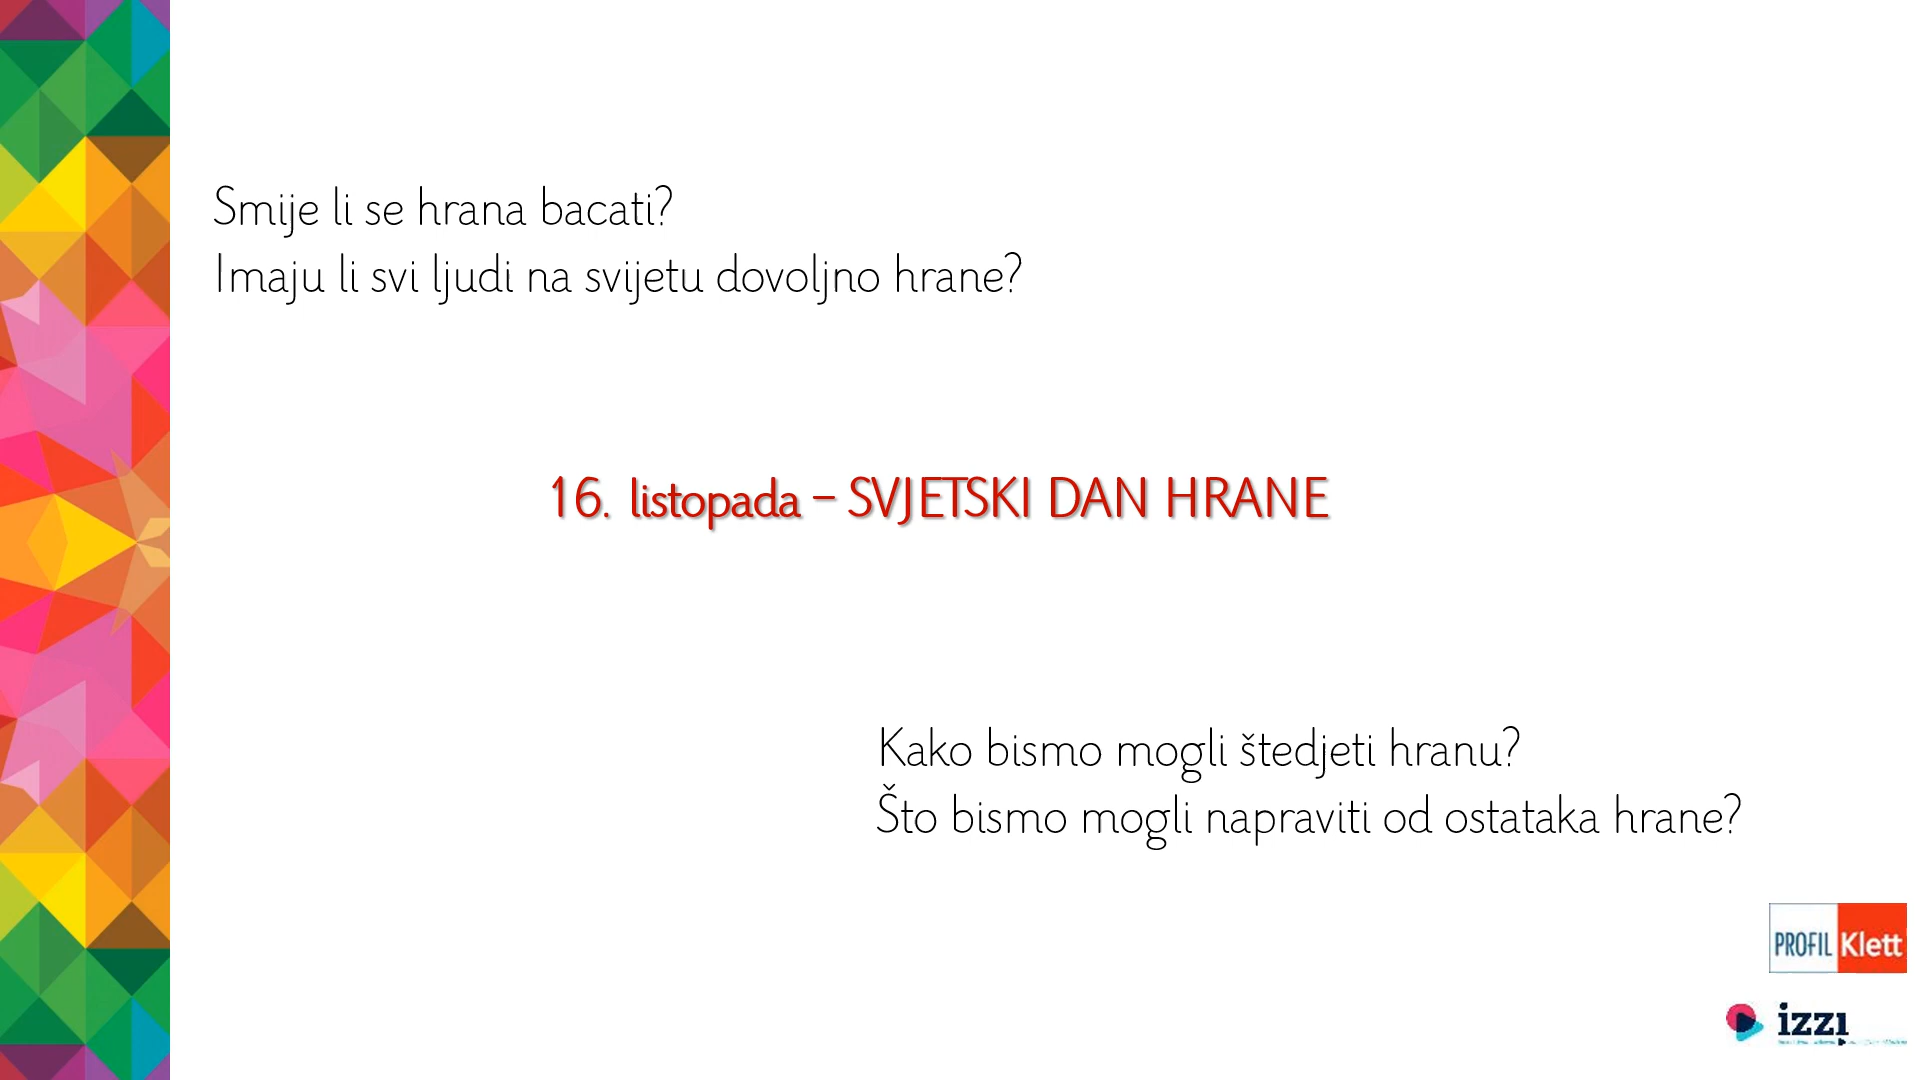 Smije li se hrana bacati?
Imaju li svi ljudi na svijetu dovoljno hrane?
16. listopada – SVJETSKI DAN HRANE
Kako bismo mogli štedjeti hranu?
Što bismo mogli napraviti od ostataka hrane?
PROFIL Klett
izzi